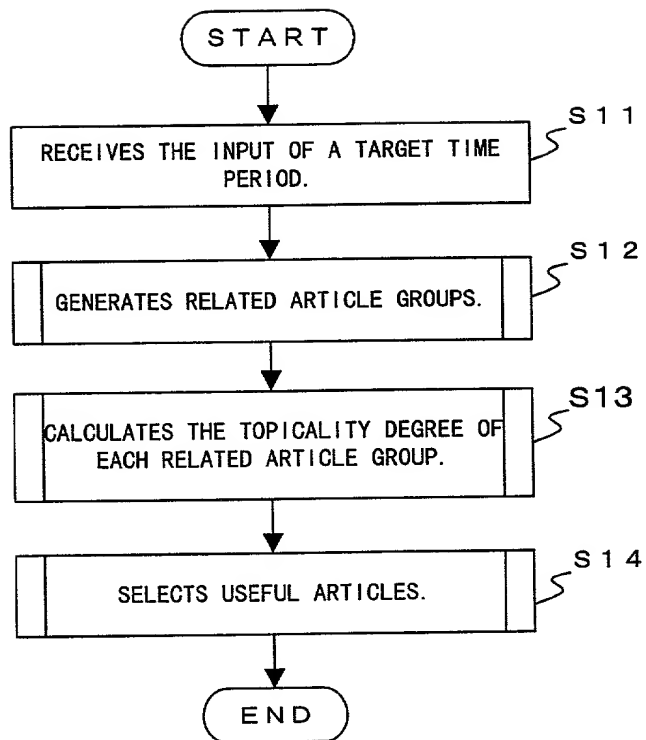 START
S11
RECEIVES THE INPUT OF A TARGET TIME
PERIOD.
S12
GENERATES RELATED ARTICLE GROUPS.
S13
CALCULATES THE TOPICALITY DEGREE OF
EACH RELATED ARTICLE GROUP.
S14
SELECTS USEFUL ARTICLES.
END